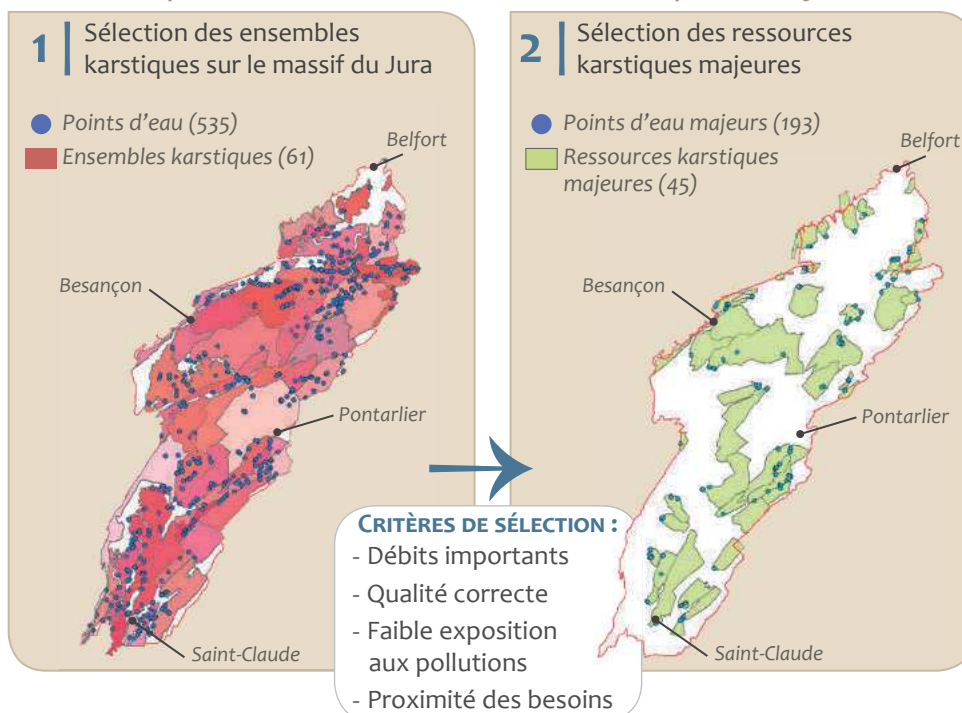 1
Sélection des ensembles
karstiques sur le massif du Jura
Points d'eau (535)
Ensembles karstiques (61)
Belfort
Besançon
Pontarlier
Saint-Claude
2
Sélection des ressources
karstiques majeures
Points d'eau majeurs (193)
Ressources karstiques
majeures (45)
Belfort
Besançon
Pontarlier
Saint-Claude
CRITÈRES DE SÉLECTION :
- Débits importants
- Qualité correcte
- Faible exposition
aux pollutions
- Proximité des besoins